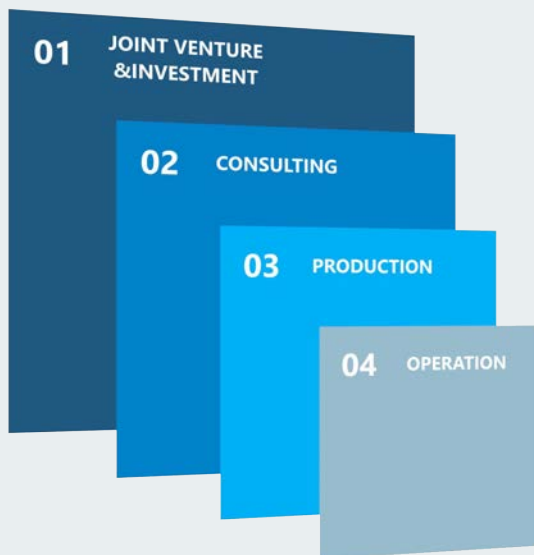 01 JOINT VENTURE
&INVESTMENT
02 CONSULTING
03 PRODUCTION
04 OPERATION